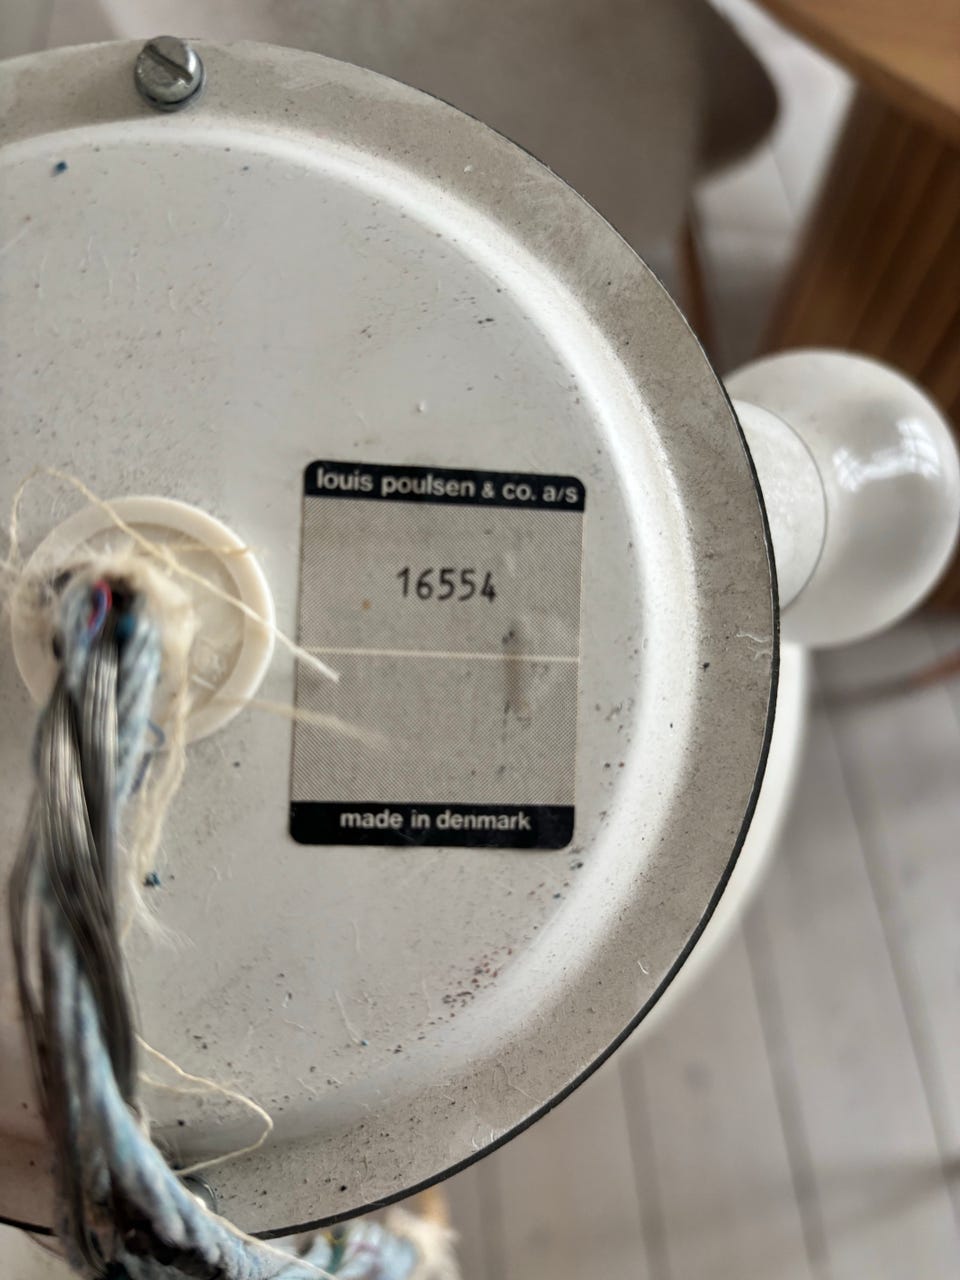 louis poulsen & co. a/s
16554
made in denmark